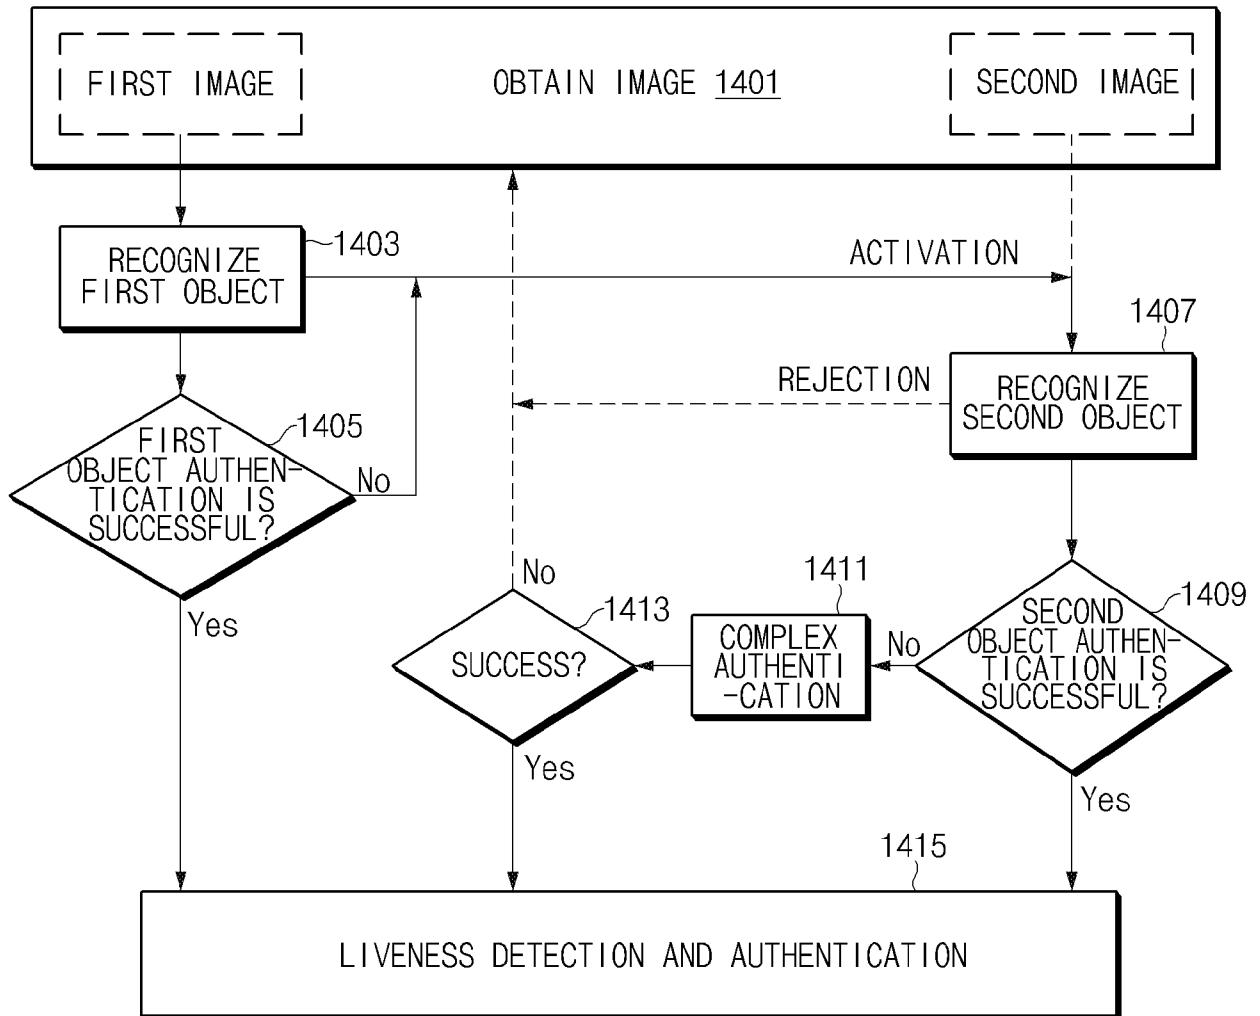 FIRST IMAGE
OBTAIN IMAGE 1401
SECOND IMAGE
1403
RECOGNIZE
FIRST OBJECT
ACTIVATION
1407
REJECTION
RECOGNIZE
SECOND OBJECT
1405
FIRST
OBJECT AUTHEN-
TICATION IS
SUCCESSFUL?
No
Yes
No
1413
SUCCESS?
Yes
1411
COMPLEX
AUTHENTI
-CATION
No
1409
SECOND
OBJECT AUTHEN-
TICATION IS
SUCCESSFUL?
Yes
1415
LIVENESS DETECTION AND AUTHENTICATION